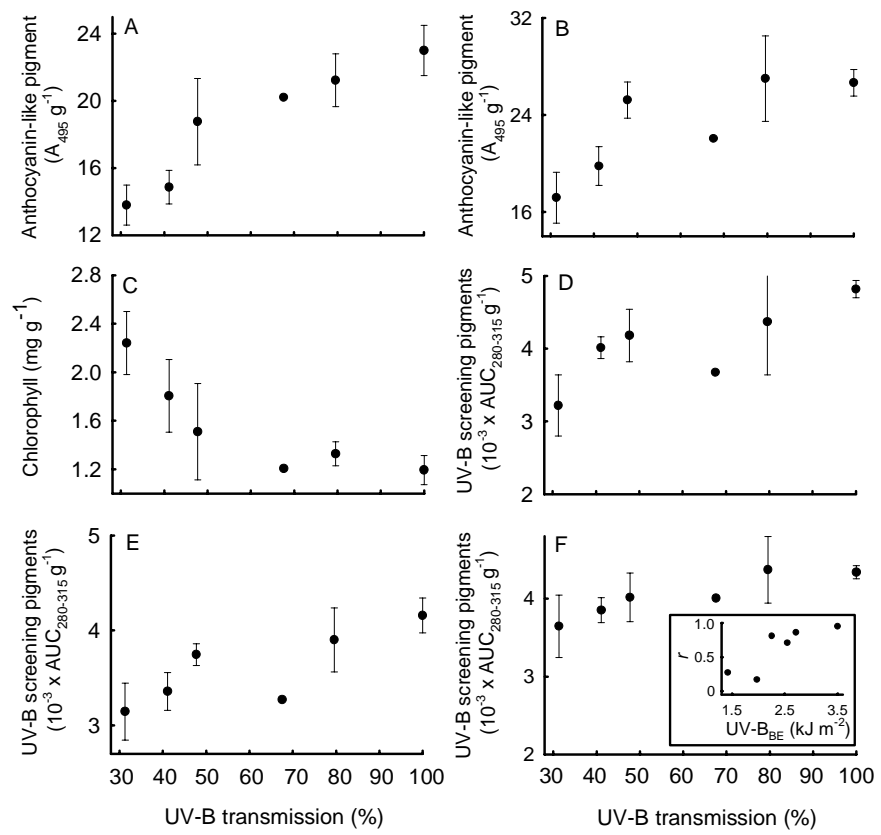 A
Anthocyanin-like pigment
(A495 g-1)
24
20
16
12
B
Anthocyanin-like pigment
(A495 g-1)
32
26
16
C
Chlorophyll (mg g-1)
2.8
2.4
2.0
1.6
1.2
D
UV-B screening pigments
(10-3 x AUC280-315 g-1)
5
4
3
2
E
UV-B screening pigments
(10-3 x AUC280-315 g-1)
5
4
3
30 40 50 60 70 80 90 100
UV-B transmission (%)
F
UV-B screening pigments
(10-3 x AUC280-315 g-1)
4
2
r
1.0
0.5
0
1.5 2.5 3.5
UV-BBE (kJ m-2)
30 40 50 60 70 80 90 100
UV-B transmission (%)